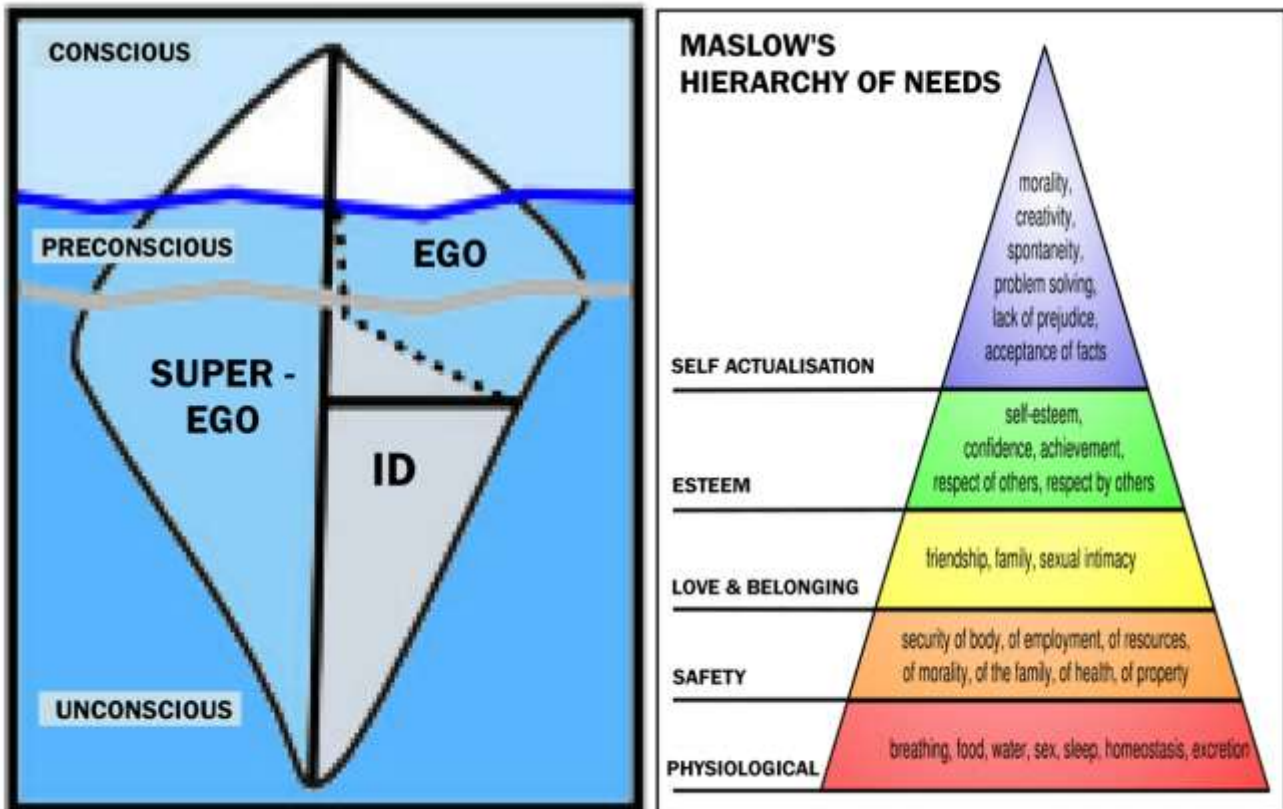 CONSCIOUS
PRECONSCIOUS
EGO
SUPER -
EGO
ID
UNCONSCIOUS
MASLOW'S
HIERARCHY OF NEEDS
morality,
creativity,
spontaneity,
problem solving,
lack of prejudice,
acceptance of facts
SELF ACTUALISATION
self-esteem,
confidence, achievement,
respect of others, respect by others
ESTEEM
friendship, family, sexual intimacy
LOVE & BELONGING
security of body, of employment, of resources,
of morality, of the family, of health, of property
SAFETY
breathing, food, water, sex, sleep, homeostasis, excretion
PHYSIOLOGICAL